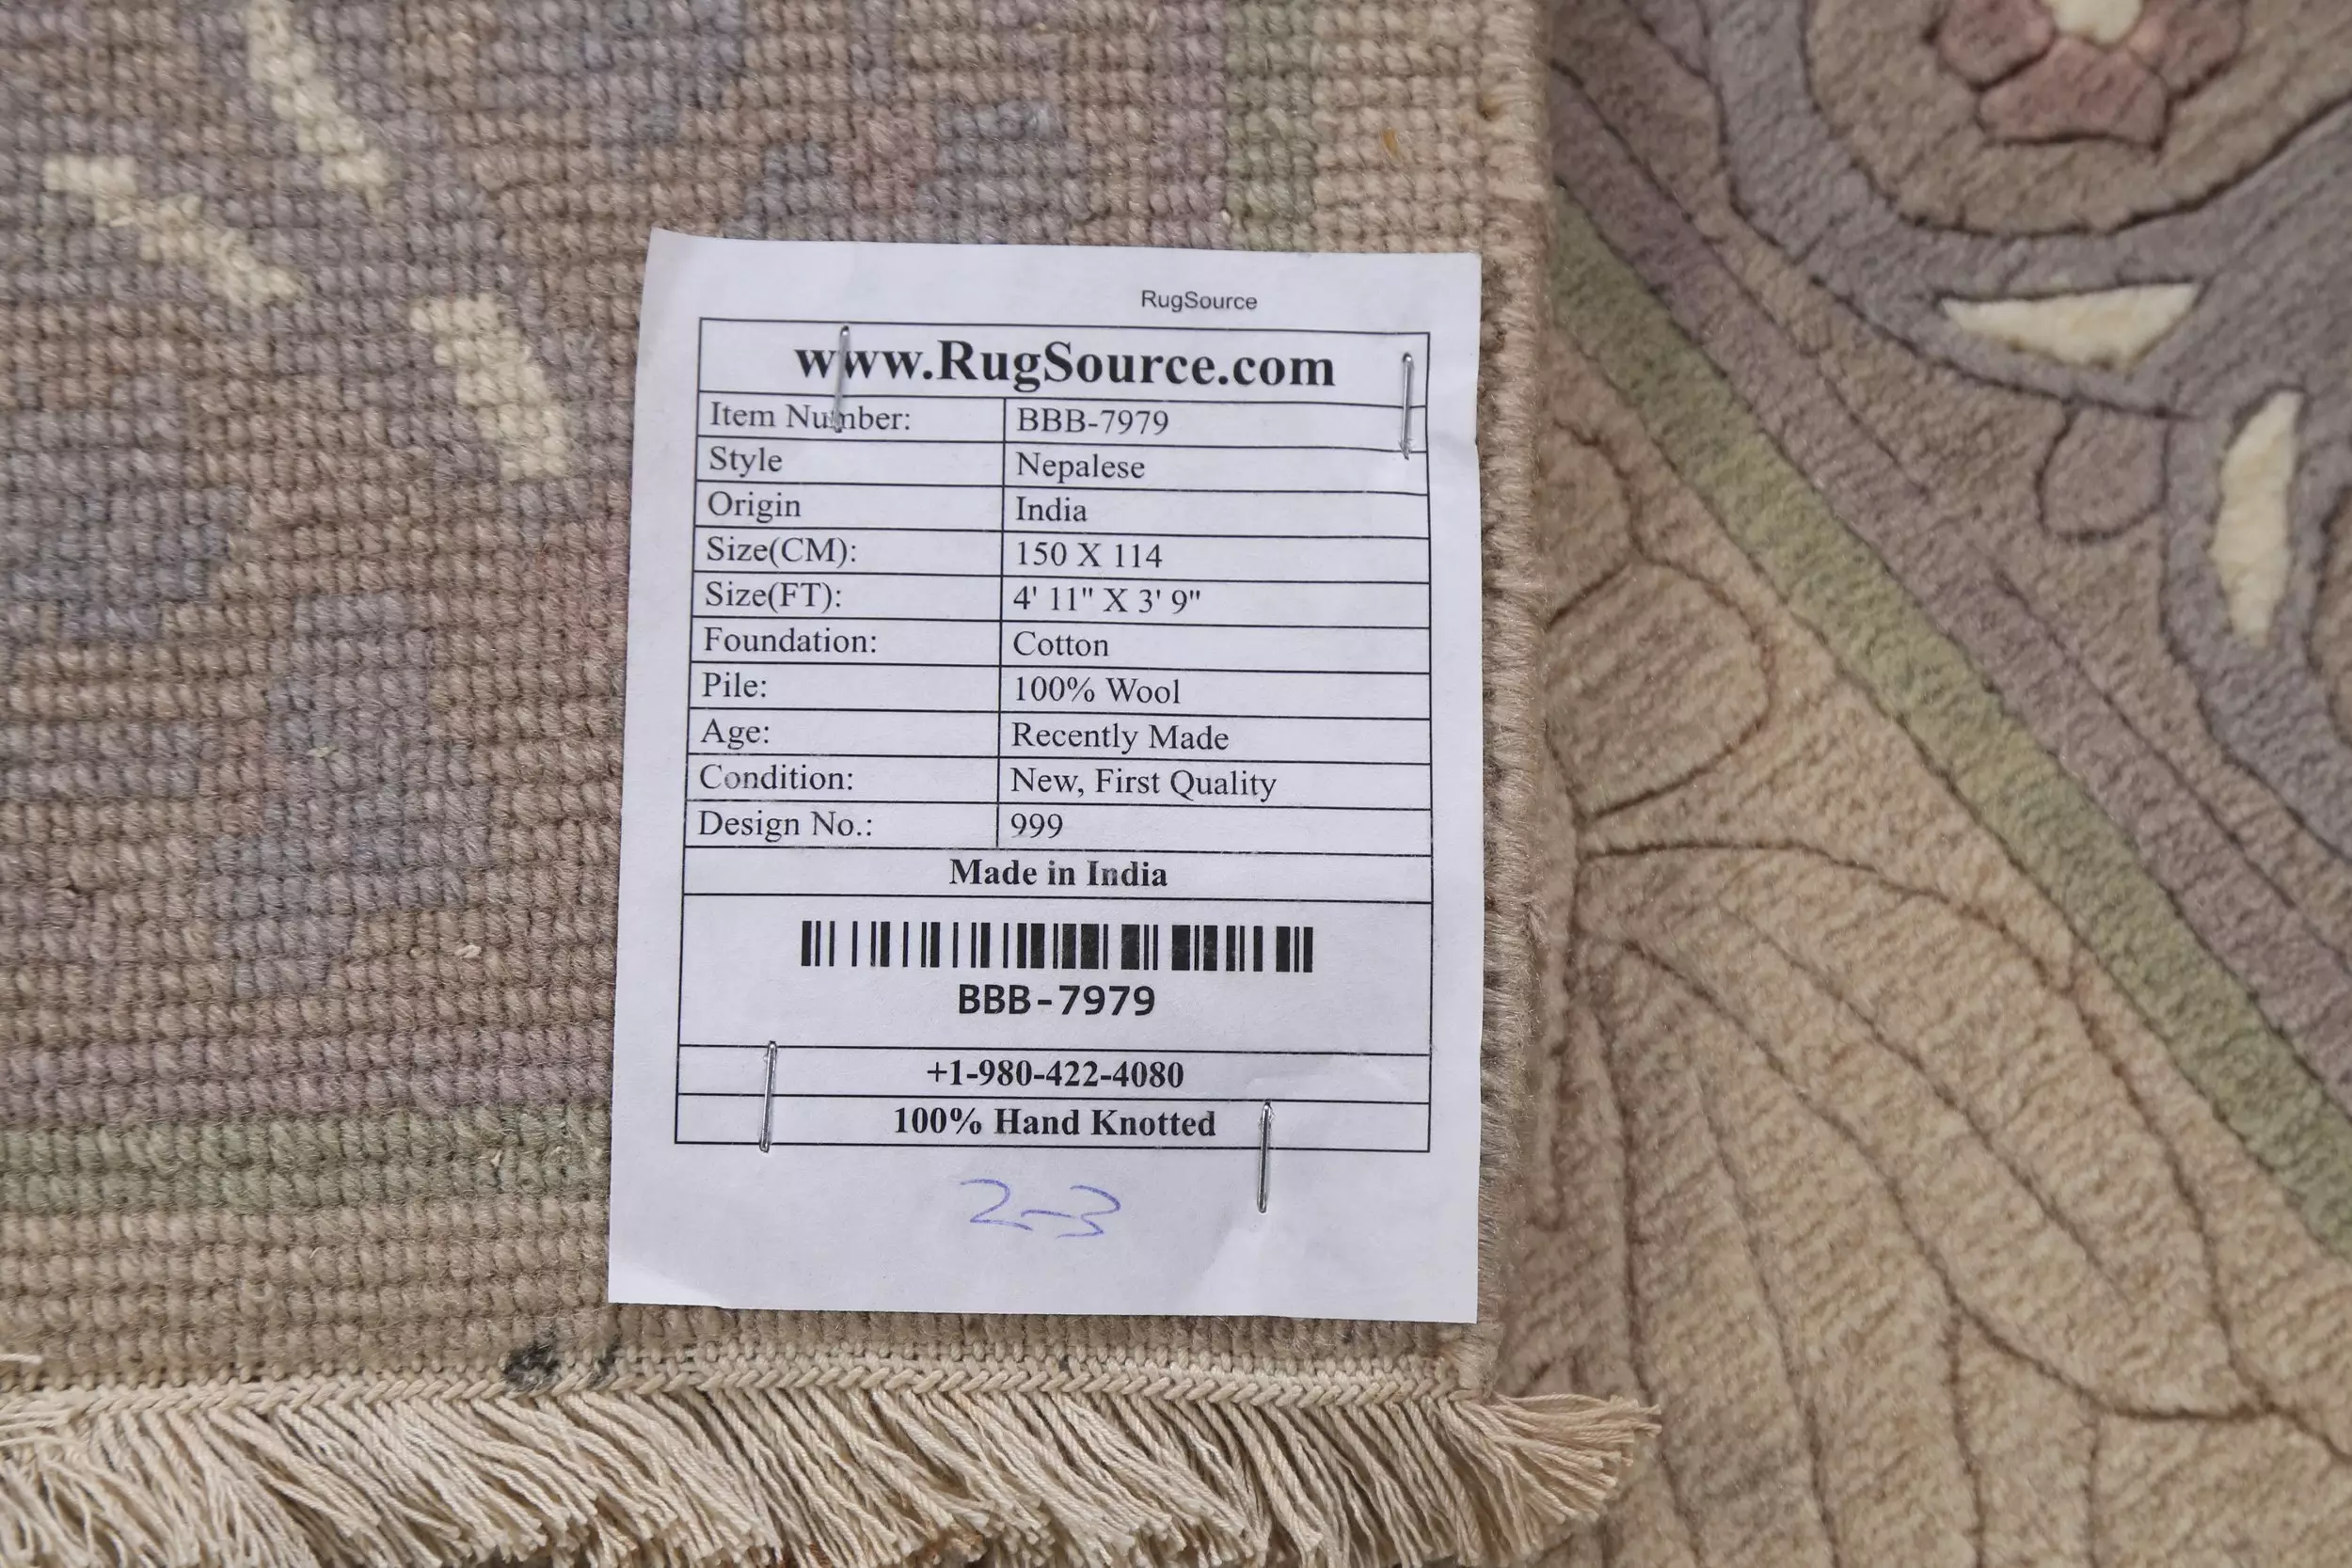 RugSource
www.RugSource.com
Item Number: BBB-7979
Style Nepalese
Origin India
Size(CM): 150 X 114
Size(FT): 4' 11" X 3' 9"
Foundation: Cotton
Pile: 100% Wool
Age: Recently Made
Condition: New, First Quality
Design No.: 999
Made in India
BBB-7979
+1-980-422-4080
100% Hand Knotted
2-3